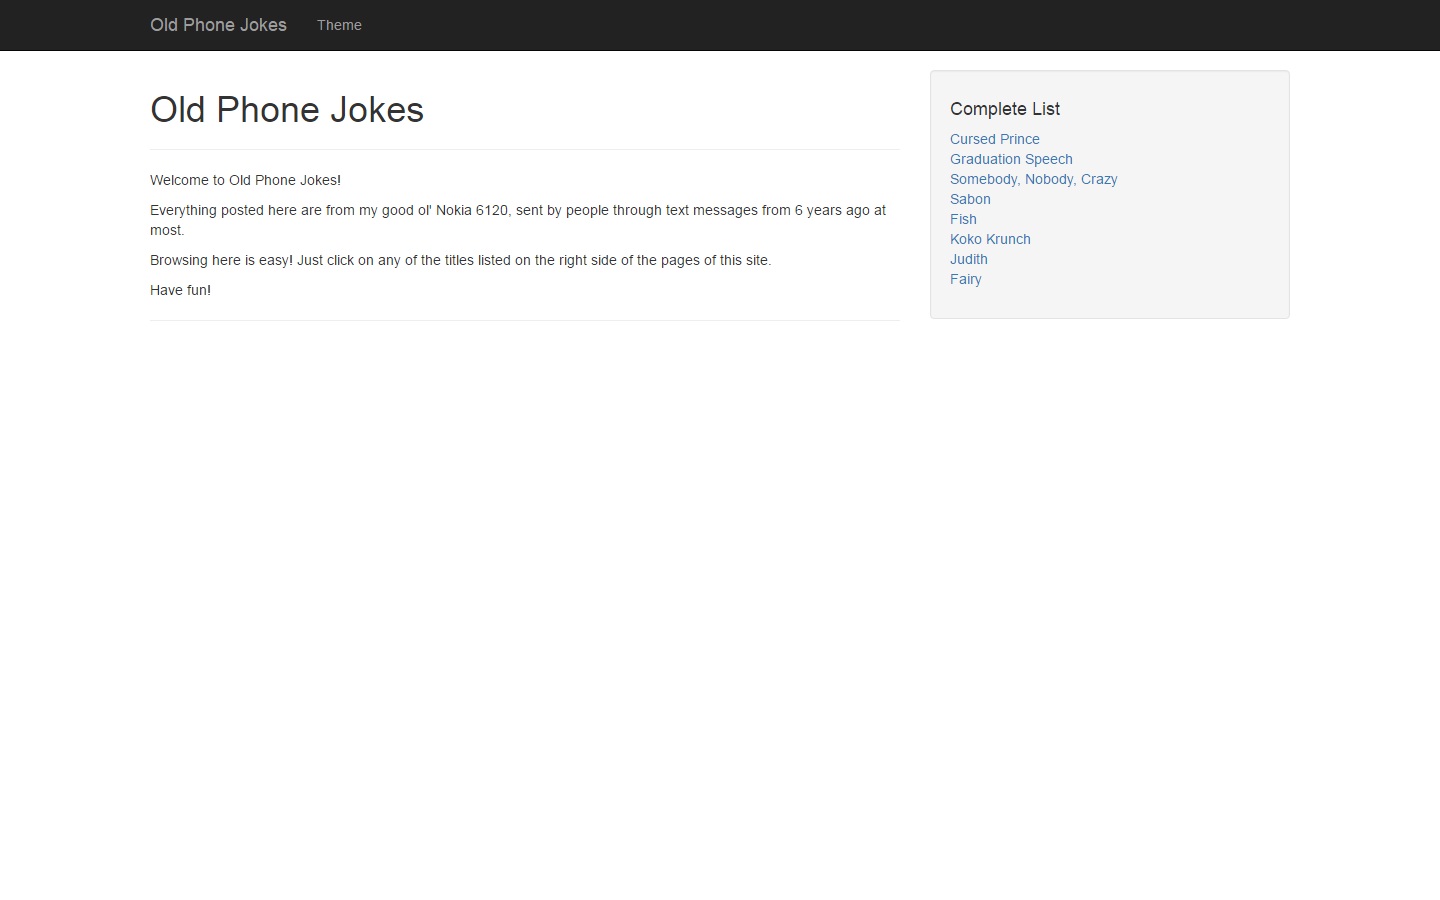 Old Phone Jokes
Theme
Old Phone Jokes
Welcome to Old Phone Jokes!
Everything posted here are from my good ol' Nokia 6120, sent by people through text messages from 6 years ago at
most.
Browsing here is easy! Just click on any of the titles listed on the right side of the pages of this site.
Have fun!
Complete List
Cursed Prince
Graduation Speech
Somebody, Nobody, Crazy
Sabon
Fish
Koko Krunch
Judith
Fairy